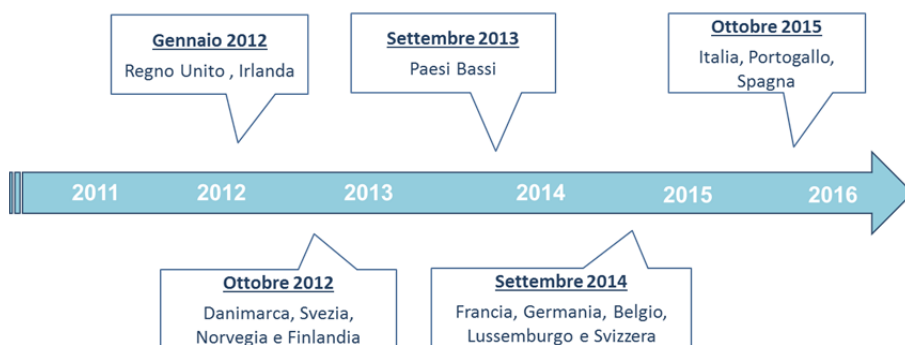 Gennaio 2012
Regno Unito , Irlanda
Settembre 2013
Paesi Bassi
Ottobre 2015
Italia, Portogallo,
Spagna
2011 2012 2013 2014 2015 2016
Ottobre 2012
Danimarca, Svezia,
Norvegia e Finlandia
Settembre 2014
Francia, Germania, Belgio,
Lussemburgo e Svizzera